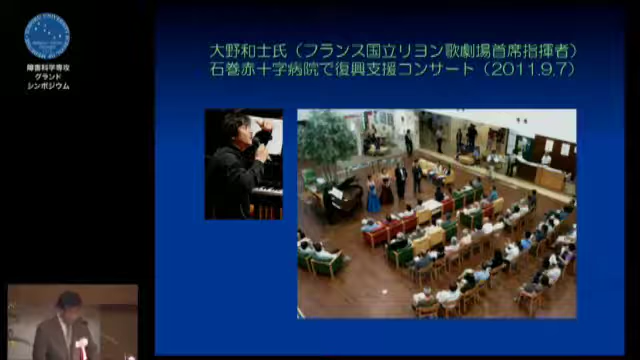 障害科学専攻
グランド
シンポジウム
大野和士氏（フランス国立リヨン歌劇場首席指揮者）
石巻赤十字病院で復興支援コンサート（2011.9.7）